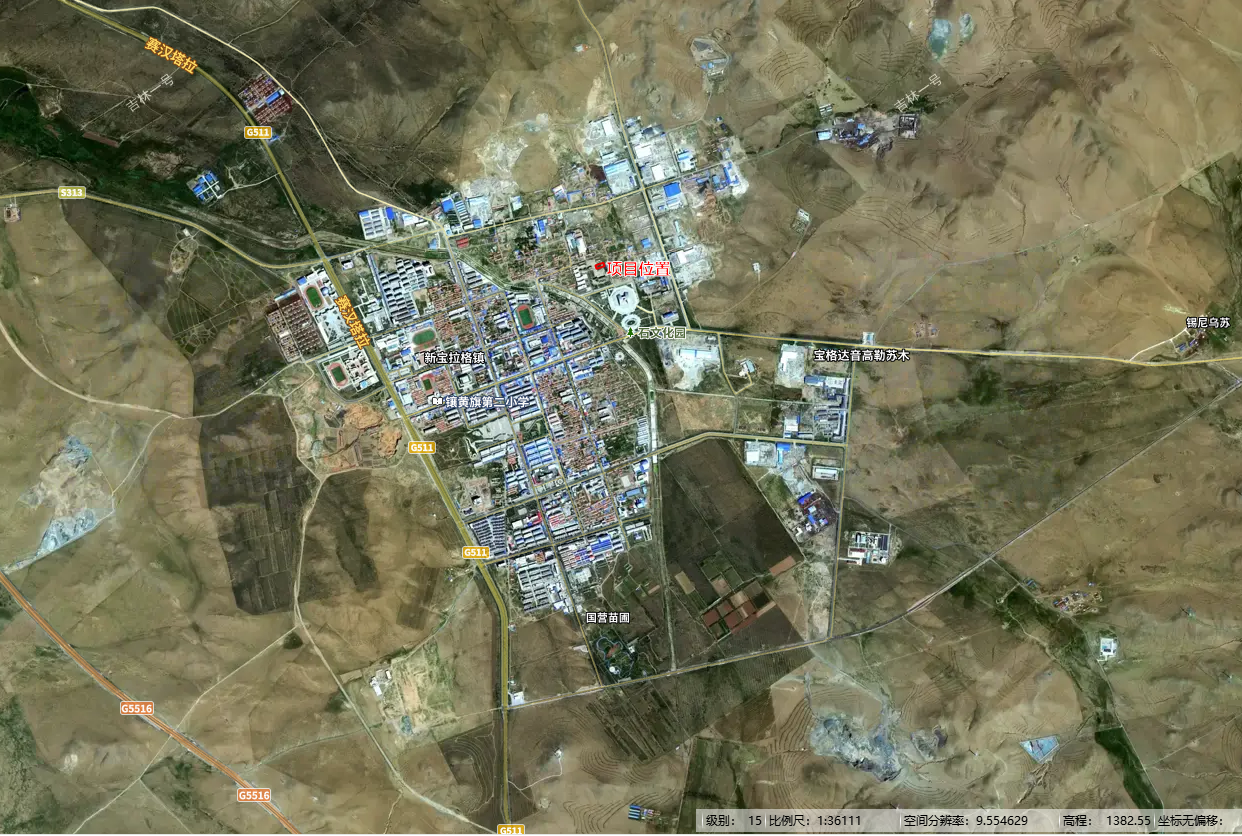 赛汉塔拉
吉林一号
吉林一号
G511
S313
项目位置
锡尼乌苏
赛汉塔拉
石文化园
新宝拉格镇
宝格达音高勒苏木
镶黄旗第二小学
G511
G511
国营苗圃
G5516
G5516
G511
级别: 15 比例尺: 1:36111 空间分辨率: 9.554629 高程: 1382.55 坐标无偏移: